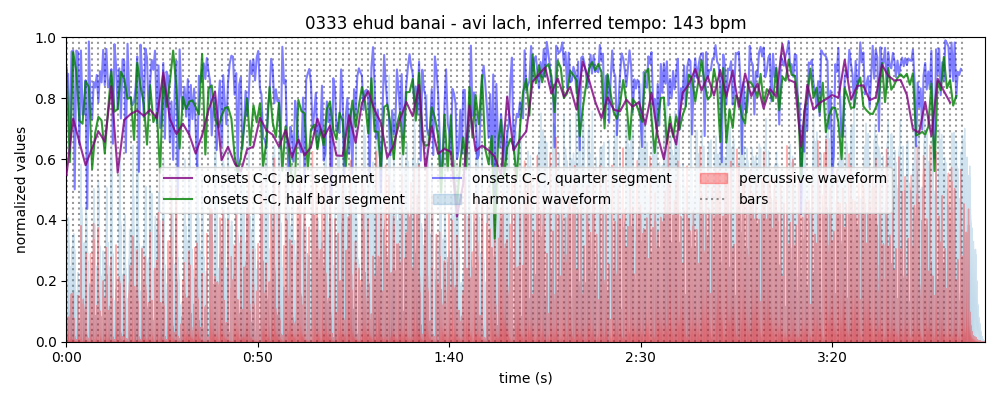 0333 ehud banai - avi lach, inferred tempo: 143 bpm
normalized values
1.0
0.8
0.6
0.4
0.2
0.0
onsets C-C, bar segment
onsets C-C, half bar segment
onsets C-C, quarter segment
harmonic waveform
percussive waveform
bars
0:00 0:50 1:40 2:30 3:20
time (s)